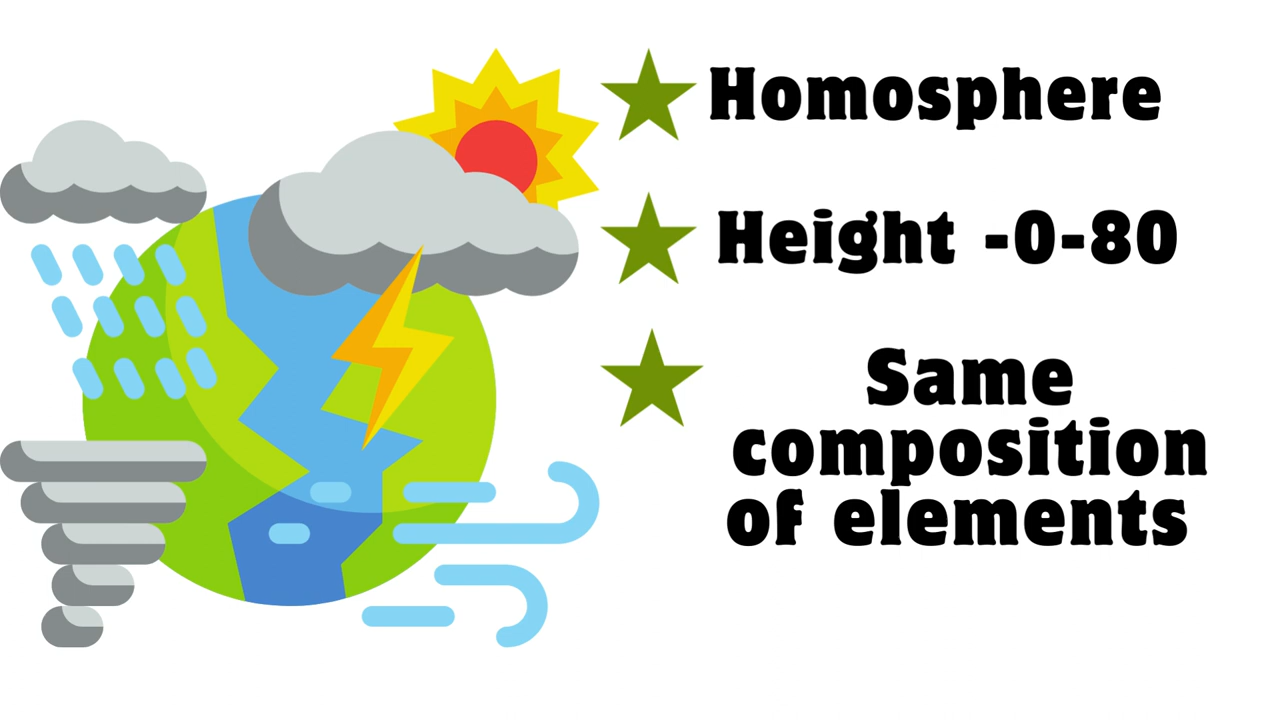 Homosphere
Height -0-80
Same
composition
of elements